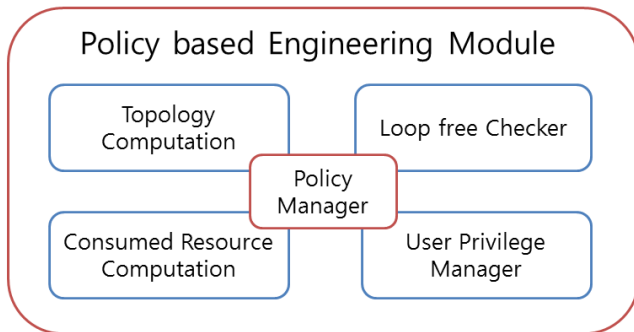 Policy based Engineering Module
Topology
Computation
Loop free Checker
Policy
Manager
Consumed Resource
Computation
User Privilege
Manager